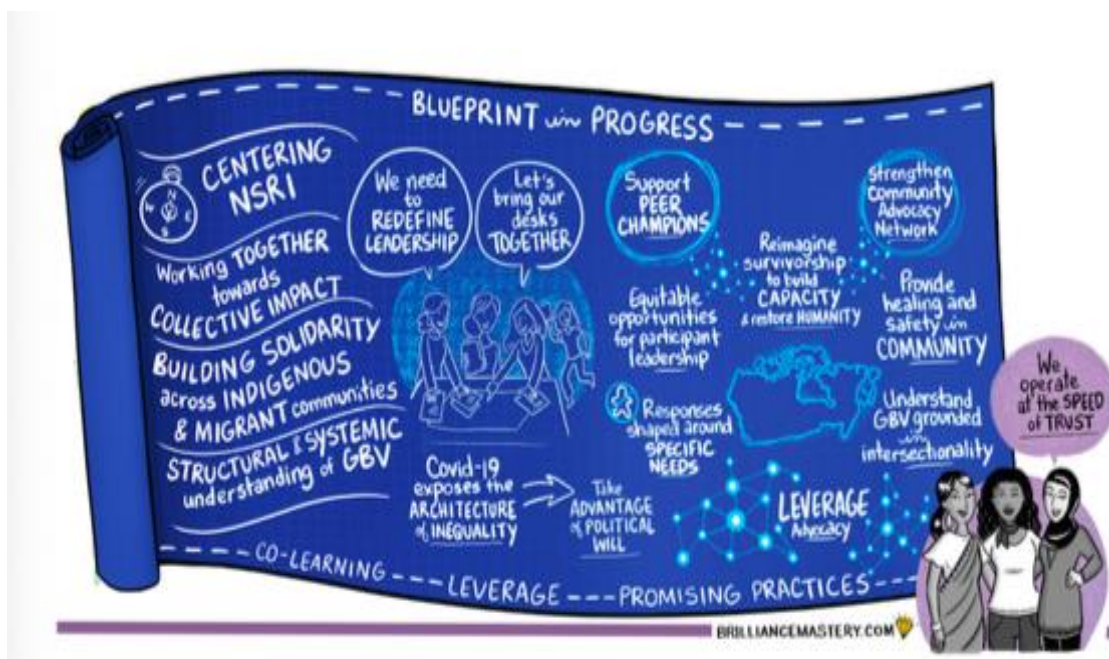 BLUEPRINT in PROGRESS
CENTERING
NSRI
N
E
S
W
Working TOGETHER
towards
COLLECTIVE IMPACT
BUILDING SOLIDARITY
across INDIGENOUS
& MIGRANT communities
STRUCTURAL & SYSTEMIC
understanding of GBV
We need
to
REDEFINE
LEADERSHIP
Let's
bring our
desks
TOGETHER
Covid-19
exposes the
ARCHITECTURE
of INEQUALITY
Take
ADVANTAGE
of POLITICAL
WILL
Support
PEER
CHAMPIONS
Equitable
opportunities
for participant
leadership
Responses
shaped around
SPECIFIC
NEEDS
Reimagine
survivorship
to build
CAPACITY
& restore HUMANITY
Strengthen
Community
Advocacy
Network
Provide
healing and
safety in
COMMUNITY
Understand
GBV grounded
in
intersectionality
LEVERAGE
Advocacy
We
operate
at the SPEED
of TRUST
CO-LEARNING
LEVERAGE
PROMISING PRACTICES
BRILLIANCEMASTERY.COM